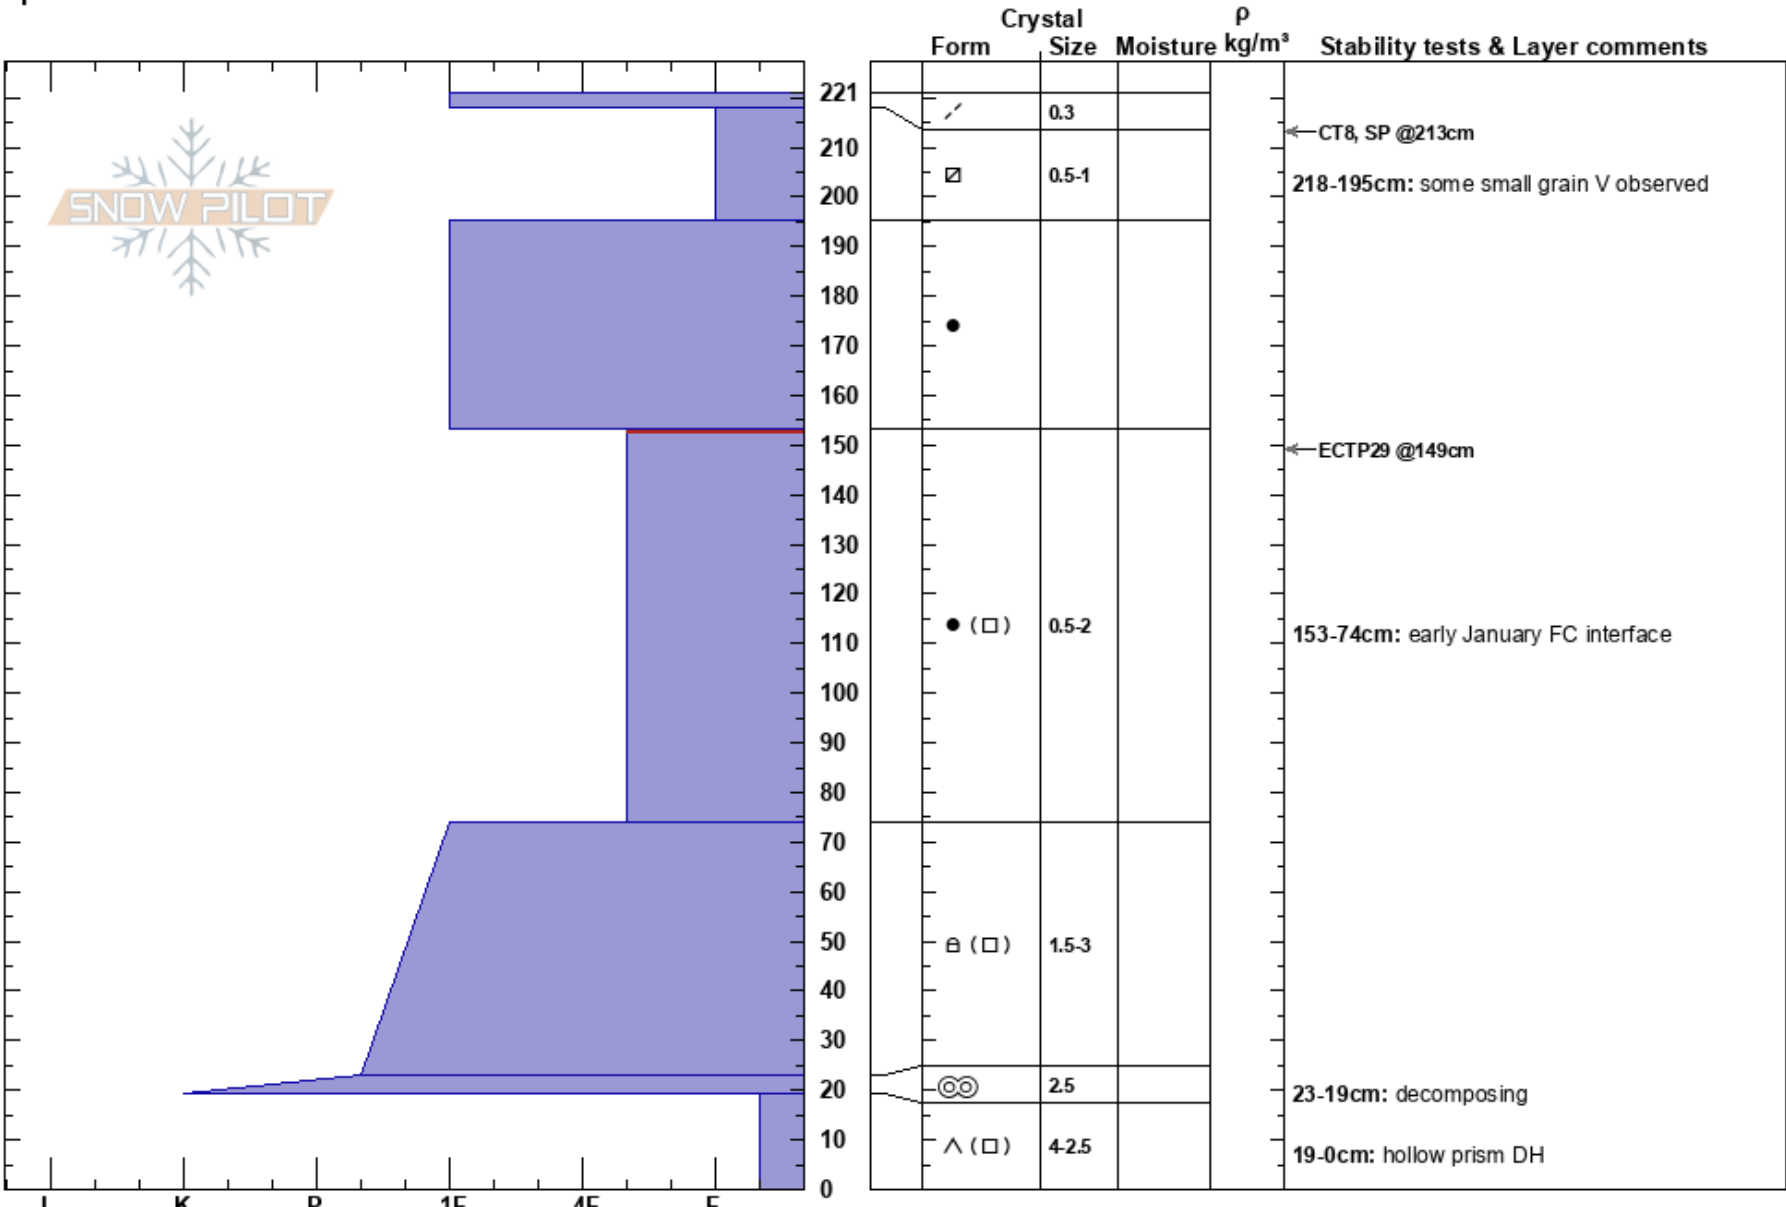 Crystal ρ
Form Size Moisture kg/m³ Stability tests & Layer comments
221
0.3
CT8, SP @213cm
210
0.5-1
218-195cm: some small grain V observed
SNOW PILOT
200
190
180
170
160
150
ECTP29 @149cm
140
130
120
0.5-2
153-74cm: early January FC interface
110
100
90
80
70
60
50
1.5-3
40
30
20
2.5
23-19cm: decomposing
10
4-2.5
19-0cm: hollow prism DH
0
I K P 1F 4F F